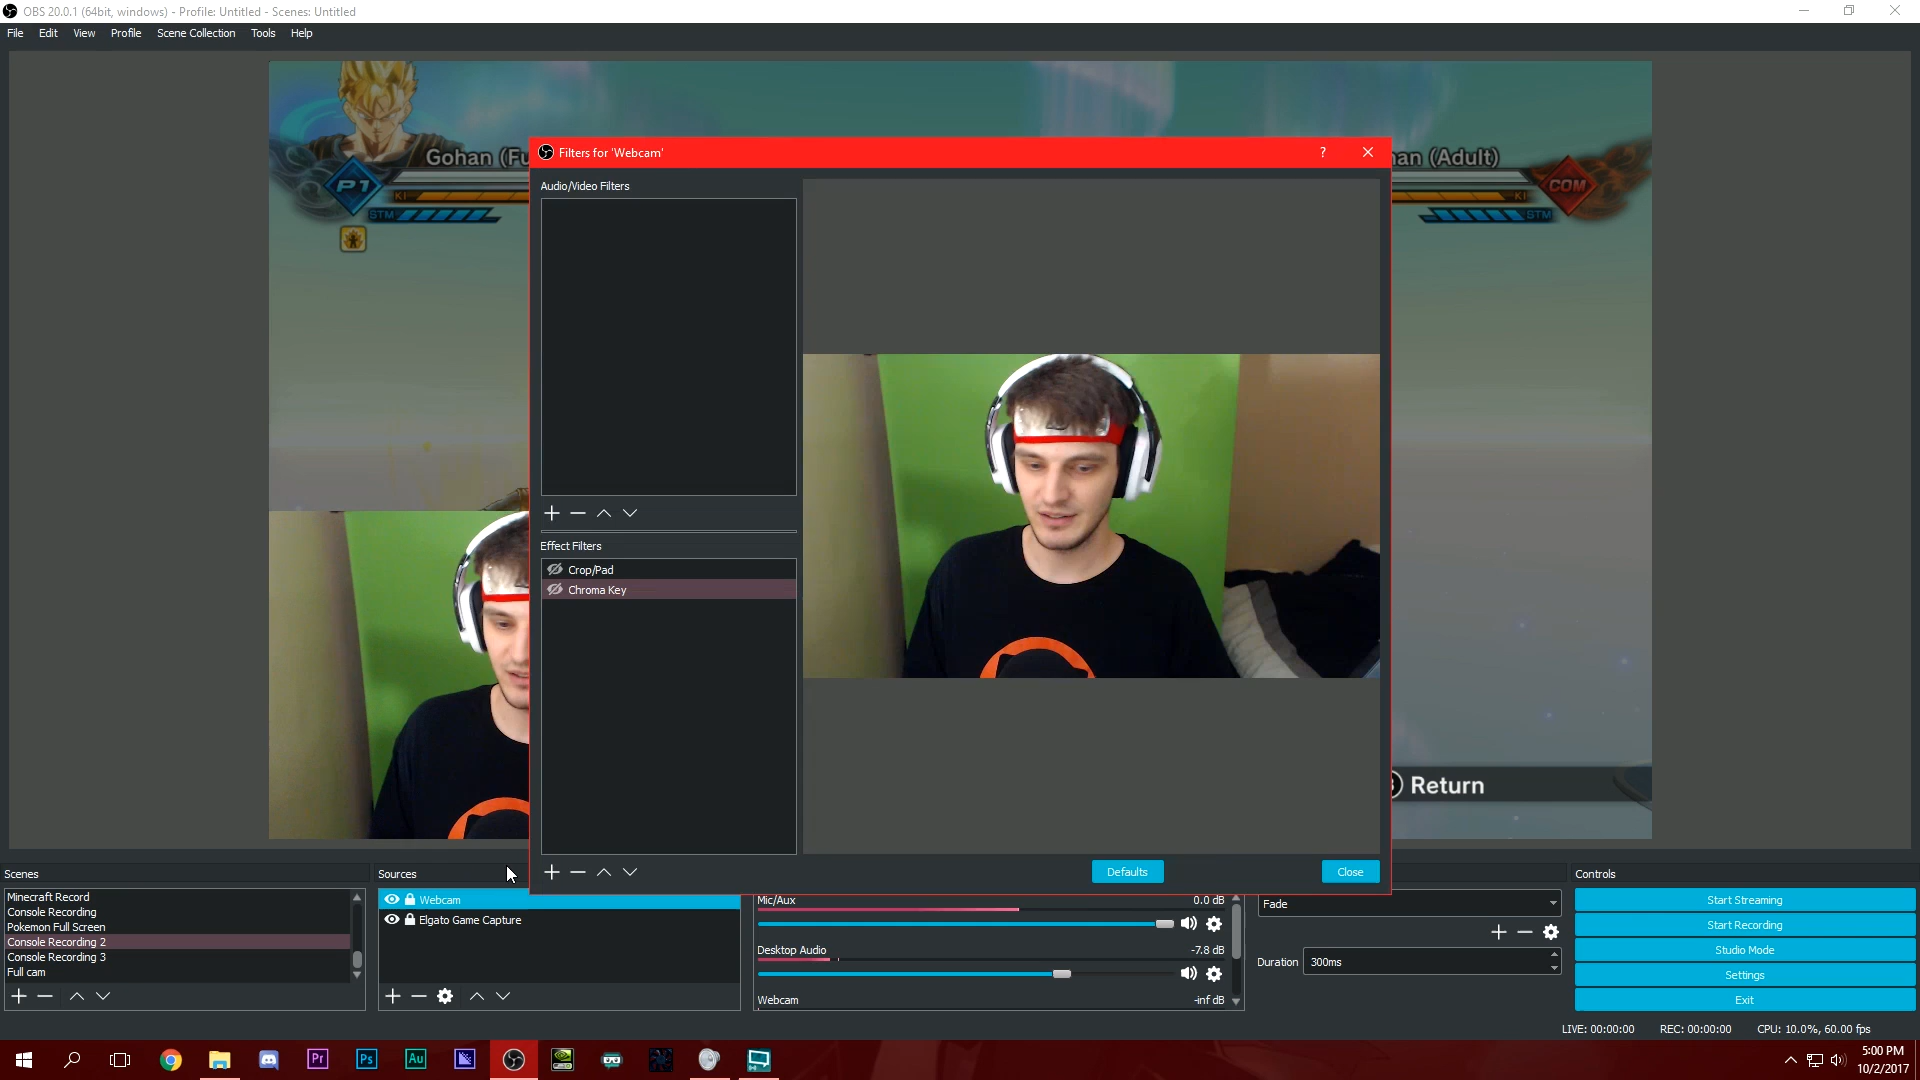 OBS 20.0.1 (64bit, windows) - Profile: Untitled - Scenes: Untitled
File Edit View Profile Scene Collection Tools Help
Gohan (Fu
an (Adult)
P1
KI
STM
COM
KI
STM
Filters for 'Webcam'
?
Audio/Video Filters
Effect Filters
Crop/Pad
Chroma Key
Defaults
Close
Return
Scenes
Minecraft Record
Console Recording
Pokemon Full Screen
Console Recording 2
Console Recording 3
Full cam
Sources
Webcam
Elgato Game Capture
Mic/Aux 0.0 dB
Desktop Audio -7.8 dB
Webcam -inf dB
Fade
Duration 300ms
Controls
Start Streaming
Start Recording
Studio Mode
Settings
Exit
LIVE: 00:00:00 REC: 00:00:00 CPU: 10.0%, 60.00 fps
Pr
Ps
Au
5:00 PM
10/2/2017